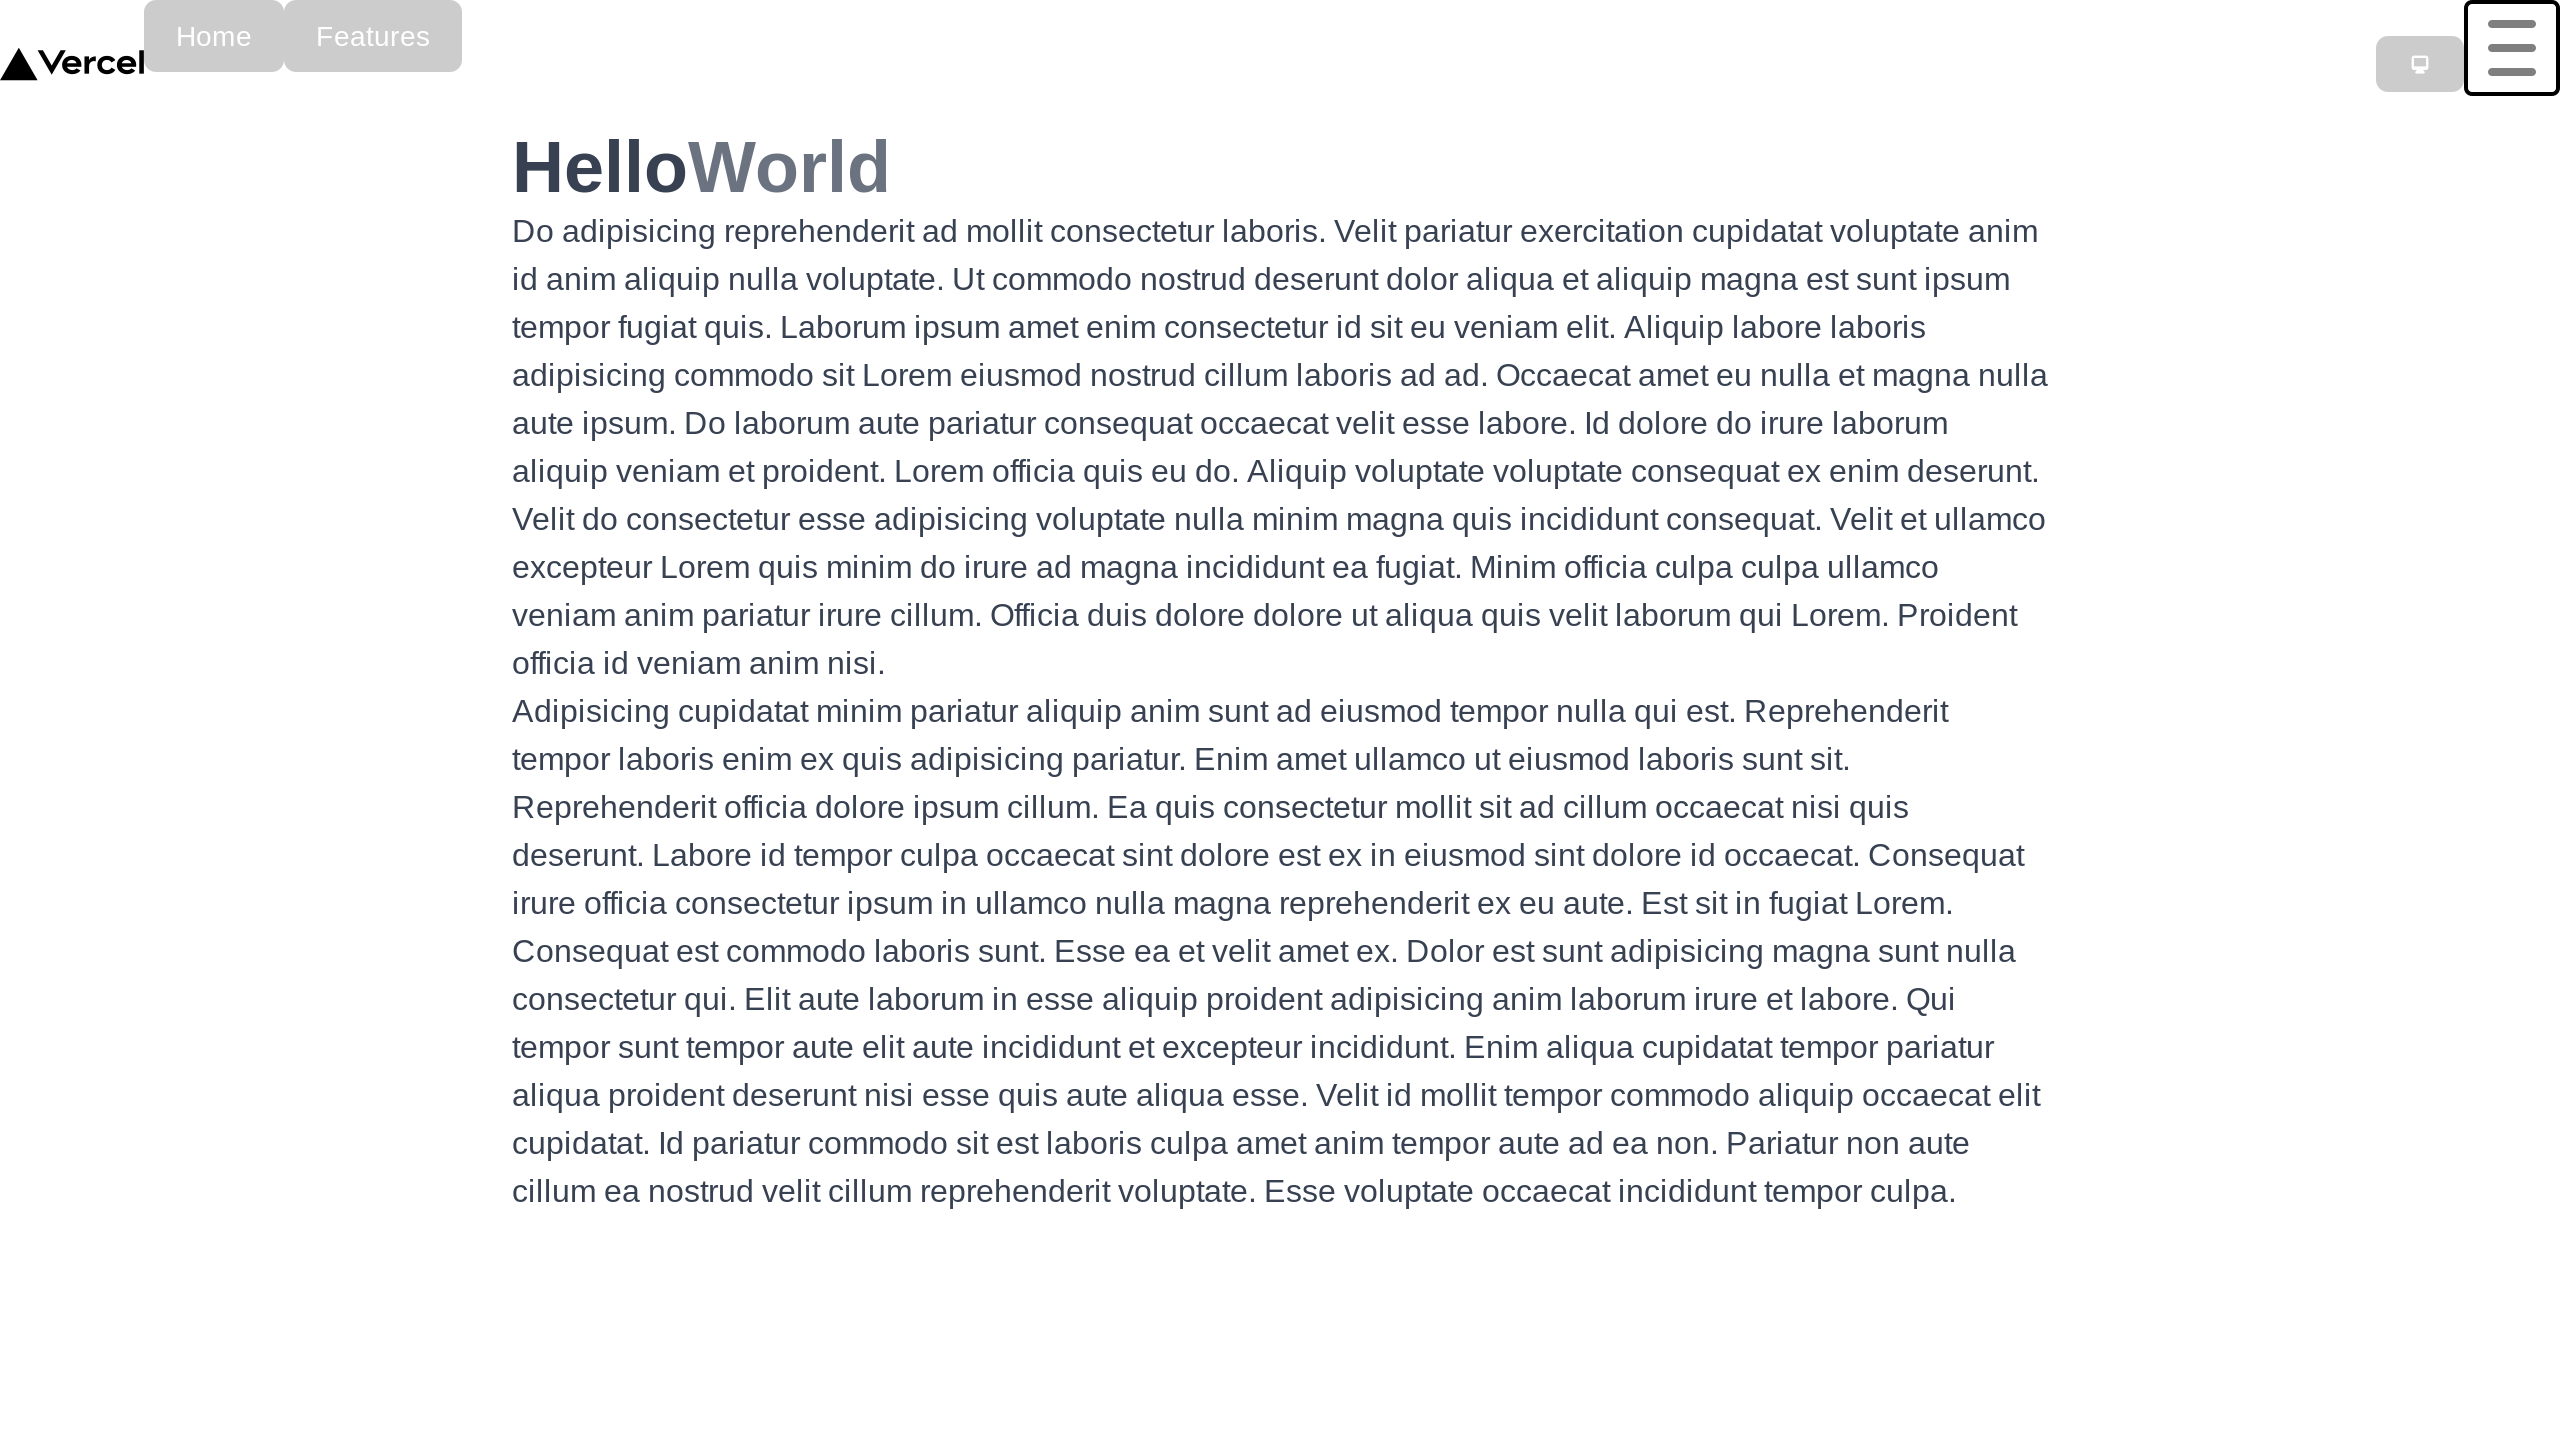 Vercel
Home
Features
HelloWorld
Do adipisicing reprehenderit ad mollit consectetur laboris. Velit pariatur exercitation cupidatat voluptate anim
id anim aliquip nulla voluptate. Ut commodo nostrud deserunt dolor aliqua et aliquip magna est sunt ipsum
tempor fugiat quis. Laborum ipsum amet enim consectetur id sit eu veniam elit. Aliquip labore laboris
adipisicing commodo sit Lorem eiusmod nostrud cillum laboris ad ad. Occaecat amet eu nulla et magna nulla
aute ipsum. Do laborum aute pariatur consequat occaecat velit esse labore. Id dolore do irure laborum
aliquip veniam et proident. Lorem officia quis eu do. Aliquip voluptate voluptate consequat ex enim deserunt.
Velit do consectetur esse adipisicing voluptate nulla minim magna quis incididunt consequat. Velit et ullamco
excepteur Lorem quis minim do irure ad magna incididunt ea fugiat. Minim officia culpa culpa ullamco
veniam anim pariatur irure cillum. Officia duis dolore dolore ut aliqua quis velit laborum qui Lorem. Proident
officia id veniam anim nisi.
Adipisicing cupidatat minim pariatur aliquip anim sunt ad eiusmod tempor nulla qui est. Reprehenderit
tempor laboris enim ex quis adipisicing pariatur. Enim amet ullamco ut eiusmod laboris sunt sit.
Reprehenderit officia dolore ipsum cillum. Ea quis consectetur mollit sit ad cillum occaecat nisi quis
deserunt. Labore id tempor culpa occaecat sint dolore est ex in eiusmod sint dolore id occaecat. Consequat
irure officia consectetur ipsum in ullamco nulla magna reprehenderit ex eu aute. Est sit in fugiat Lorem.
Consequat est commodo laboris sunt. Esse ea et velit amet ex. Dolor est sunt adipisicing magna sunt nulla
consectetur qui. Elit aute laborum in esse aliquip proident adipisicing anim laborum irure et labore. Qui
tempor sunt tempor aute elit aute incididunt et excepteur incididunt. Enim aliqua cupidatat tempor pariatur
aliqua proident deserunt nisi esse quis aute aliqua esse. Velit id mollit tempor commodo aliquip occaecat elit
cupidatat. Id pariatur commodo sit est laboris culpa amet anim tempor aute ad ea non. Pariatur non aute
cillum ea nostrud velit cillum reprehenderit voluptate. Esse voluptate occaecat incididunt tempor culpa.